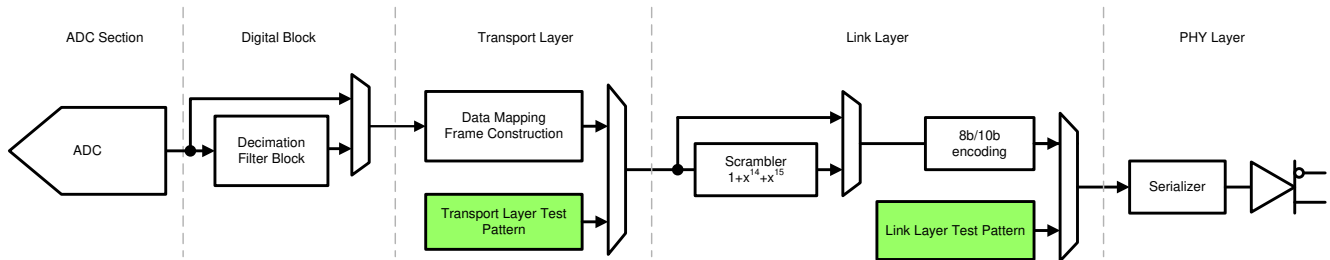 ADC Section
Digital Block
Transport Layer
Link Layer
PHY Layer
ADC
Decimation
Filter Block
Data Mapping
Frame Construction
Transport Layer Test
Pattern
Scrambler
1+x¹⁴+x¹⁵
8b/10b
encoding
Link Layer Test Pattern
Serializer